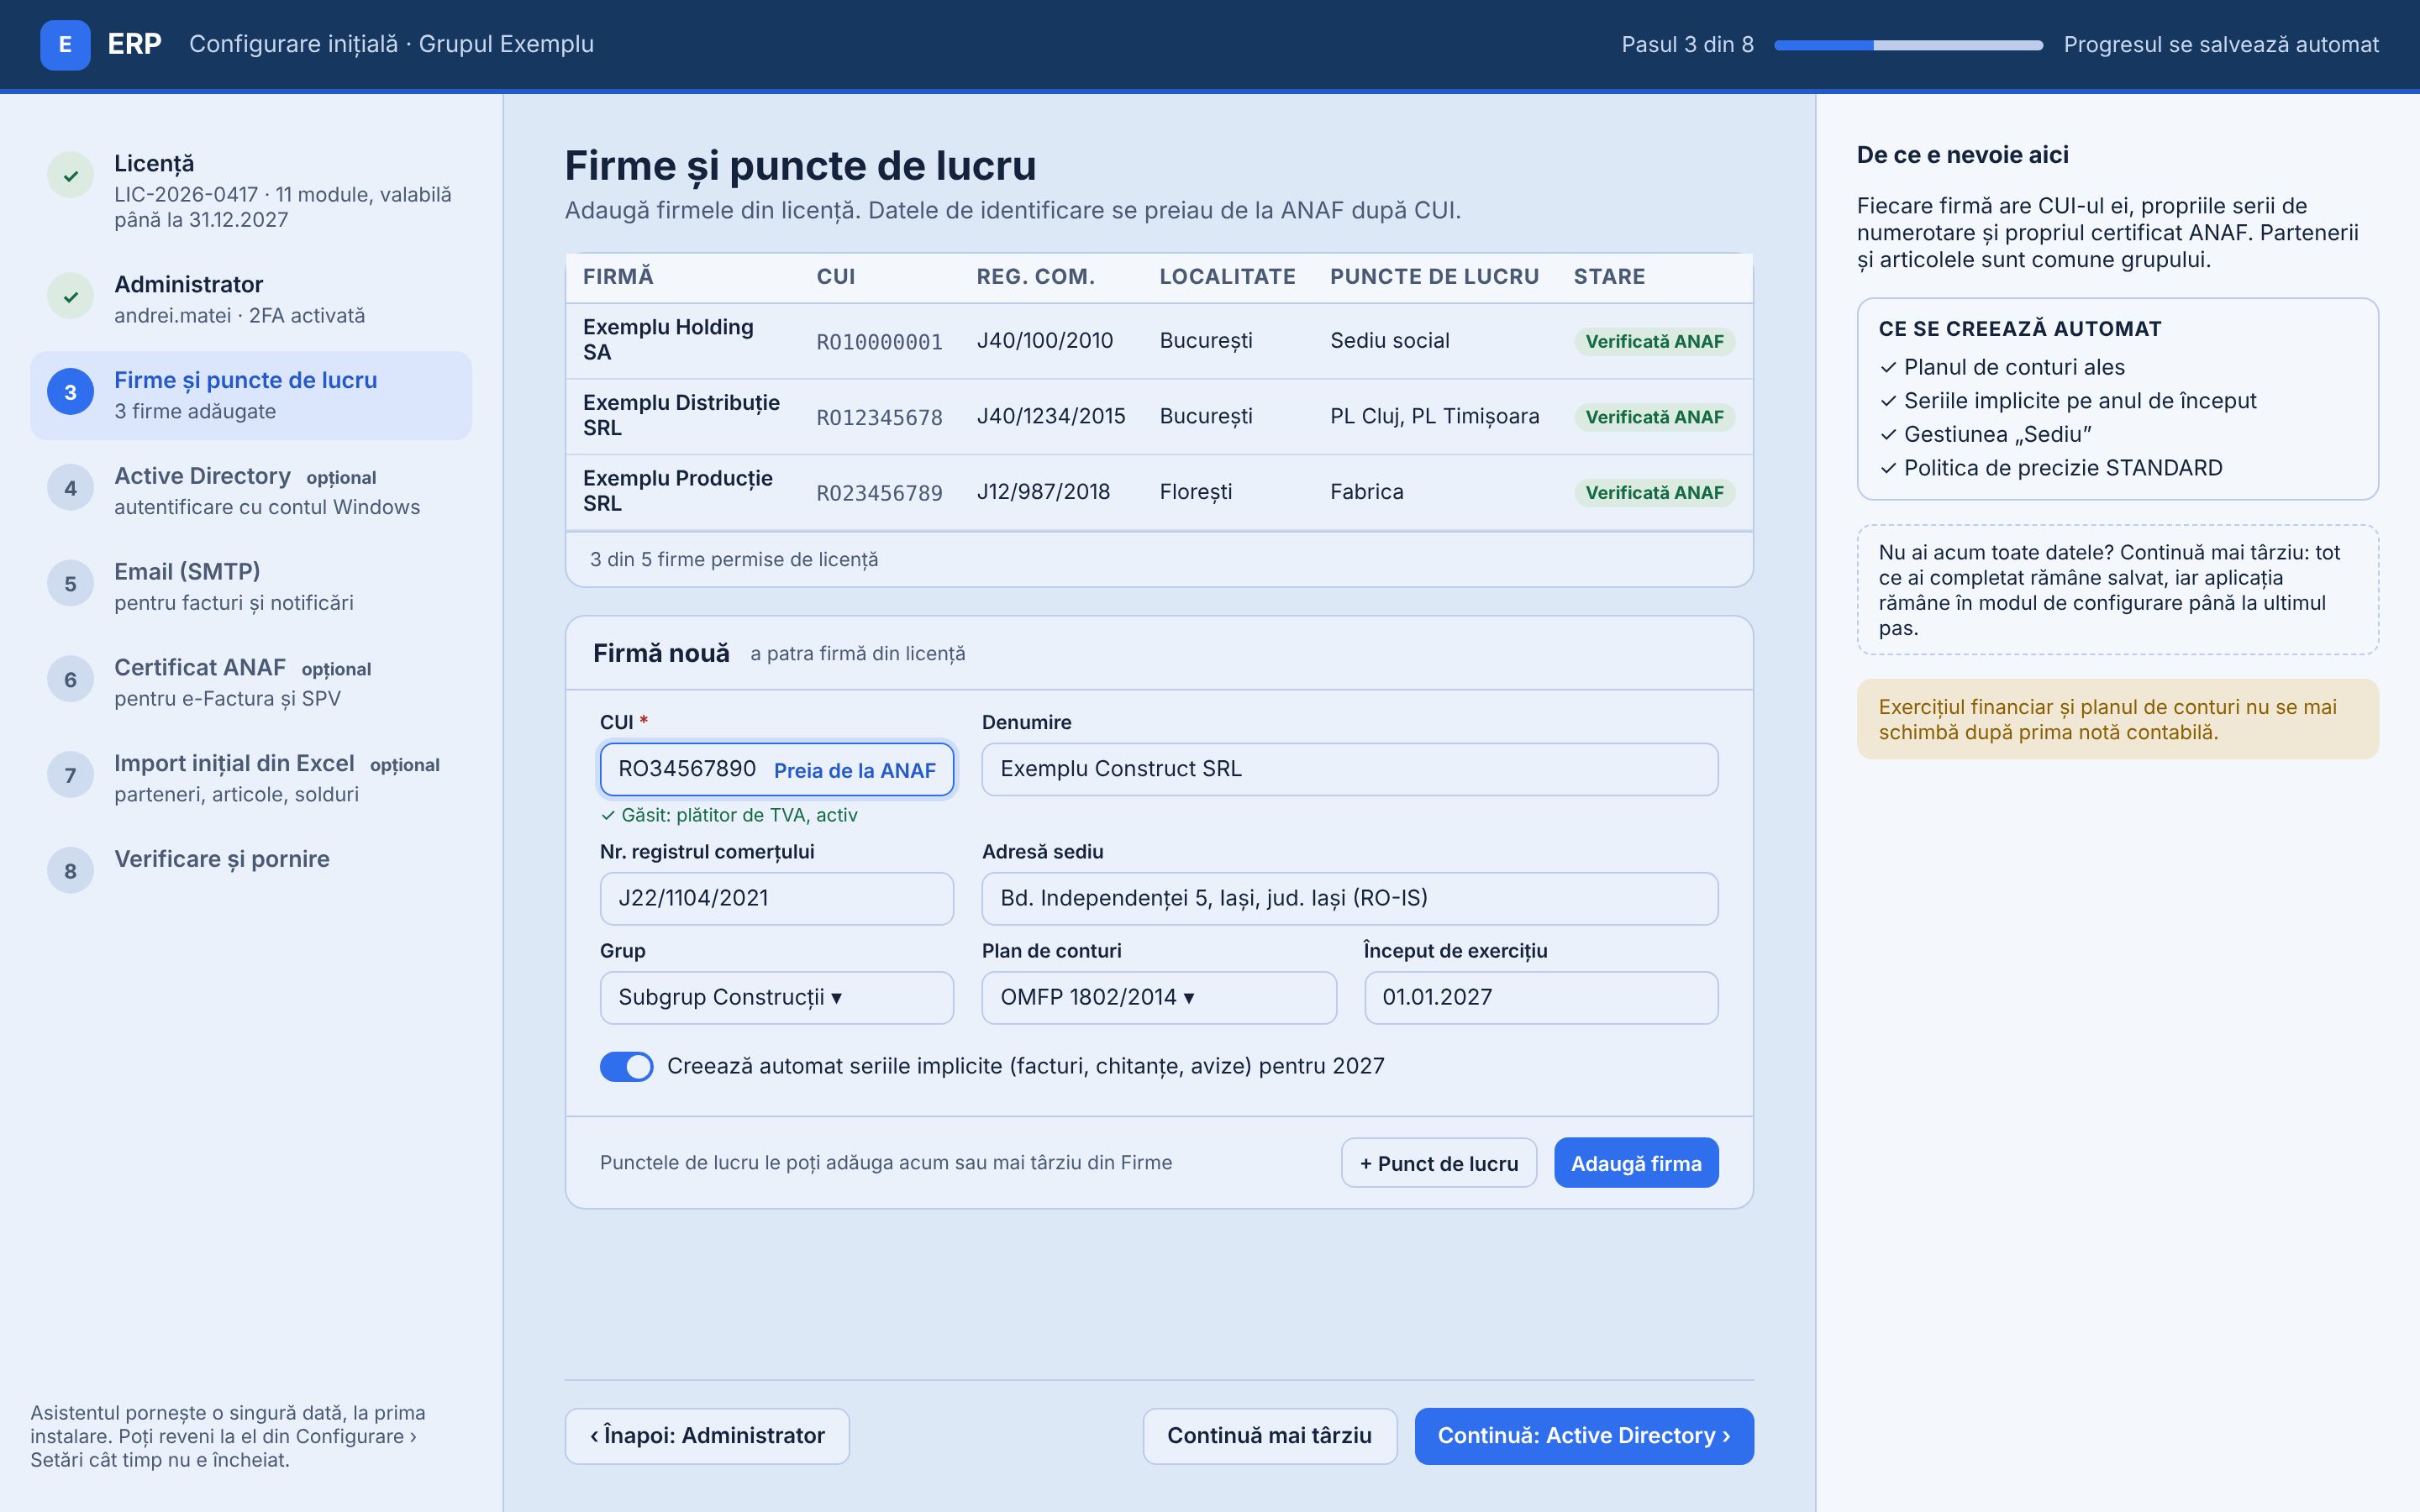 E ERP Configurare inițială · Grupul Exemplu
Pasul 3 din 8 Progresul se salvează automat
✓ Licență
LIC-2026-0417 · 11 module, valabilă
până la 31.12.2027
✓ Administrator
andrei.matei · 2FA activată
3 Firme și puncte de lucru
3 firme adăugate
4 Active Directory opțional
autentificare cu contul Windows
5 Email (SMTP)
pentru facturi și notificări
6 Certificat ANAF opțional
pentru e-Factura și SPV
7 Import inițial din Excel opțional
parteneri, articole, solduri
8 Verificare și pornire
Asistentul pornește o singură dată, la prima
instalare. Poți reveni la el din Configurare ›
Setări cât timp nu e încheiat.
Firme și puncte de lucru
Adaugă firmele din licență. Datele de identificare se preiau de la ANAF după CUI.
FIRMĂ CUI REG. COM. LOCALITATE PUNCTE DE LUCRU STARE
Exemplu Holding
SA
RO10000001 J40/100/2010 București Sediu social Verificată ANAF
Exemplu Distribuție
SRL
RO12345678 J40/1234/2015 București PL Cluj, PL Timișoara Verificată ANAF
Exemplu Producție
SRL
RO23456789 J12/987/2018 Florești Fabrica Verificată ANAF
3 din 5 firme permise de licență
Firmă nouă a patra firmă din licență
CUI * Denumire
RO34567890 Preia de la ANAF Exemplu Construct SRL
✓ Găsit: plătitor de TVA, activ
Nr. registrul comerțului Adresă sediu
J22/1104/2021 Bd. Independenței 5, Iași, jud. Iași (RO-IS)
Grup Plan de conturi Început de exercițiu
Subgrup Construcții ▾ OMFP 1802/2014 ▾ 01.01.2027
Creează automat seriile implicite (facturi, chitanțe, avize) pentru 2027
Punctele de lucru le poți adăuga acum sau mai târziu din Firme + Punct de lucru Adaugă firma
‹ Înapoi: Administrator Continuă mai târziu Continuă: Active Directory ›
De ce e nevoie aici
Fiecare firmă are CUI-ul ei, propriile serii de
numerotare și propriul certificat ANAF. Partenerii
și articolele sunt comune grupului.
CE SE CREEAZĂ AUTOMAT
✓ Planul de conturi ales
✓ Seriile implicite pe anul de început
✓ Gestiunea „Sediu”
✓ Politica de precizie STANDARD
Nu ai acum toate datele? Continuă mai târziu: tot
ce ai completat rămâne salvat, iar aplicația
rămâne în modul de configurare până la ultimul
pas.
Exercițiul financiar și planul de conturi nu se mai
schimbă după prima notă contabilă.